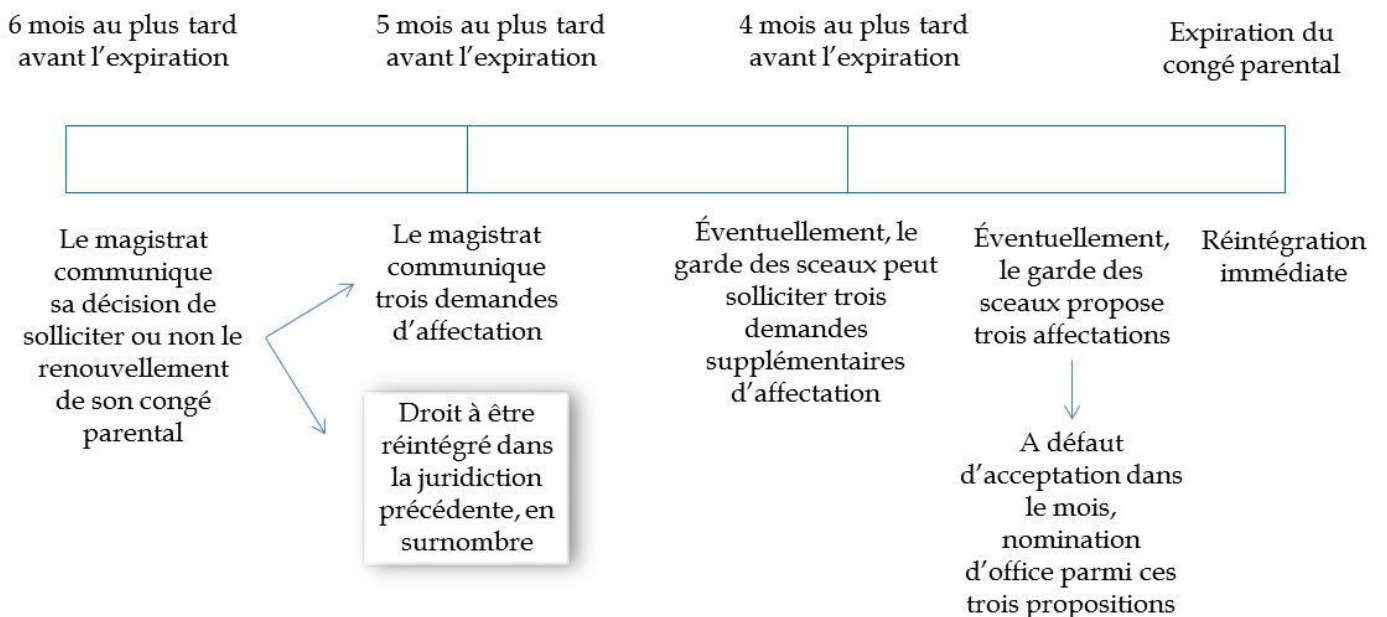 6 mois au plus tard
avant l’expiration
5 mois au plus tard
avant l’expiration
4 mois au plus tard
avant l’expiration
Expiration du
congé parental
Le magistrat
communique
sa décision de
solliciter ou non le
renouvellement
de son congé
parental
Le magistrat
communique
trois demandes
d’affectation
Droit à être
réintégré dans
la juridiction
précédente, en
surnombre
Éventuellement, le
garde des sceaux peut
solliciter trois
demandes
supplémentaires
d’affectation
Éventuellement,
le garde des
sceaux propose
trois affectations
A défaut
d’acceptation dans
le mois,
nomination
d’office parmi ces
trois propositions
Réintégration
immédiate